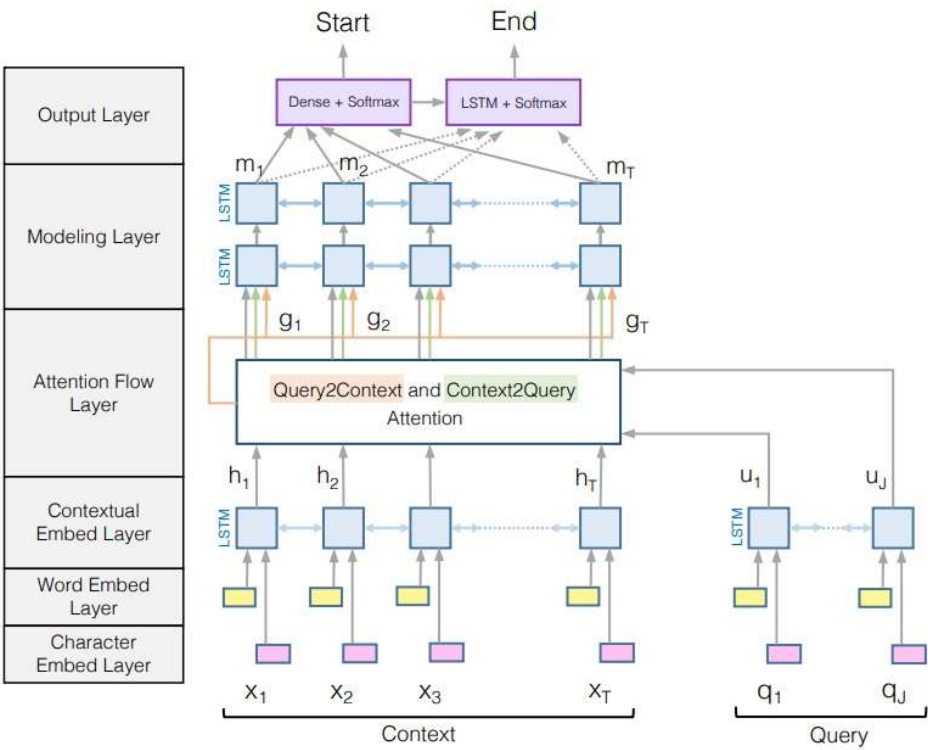 Start End
Output Layer
Dense + Softmax
LSTM + Softmax
m1 m2 mT
LSTM
Modeling Layer
LSTM
g1 g2 gT
Attention Flow
Layer
Query2Context and Context2Query
Attention
h1 h2 hT
u1 uJ
Contextual
Embed Layer
LSTM
LSTM
Word Embed
Layer
Character
Embed Layer
x1 x2 x3 xT
q1 qJ
Context
Query